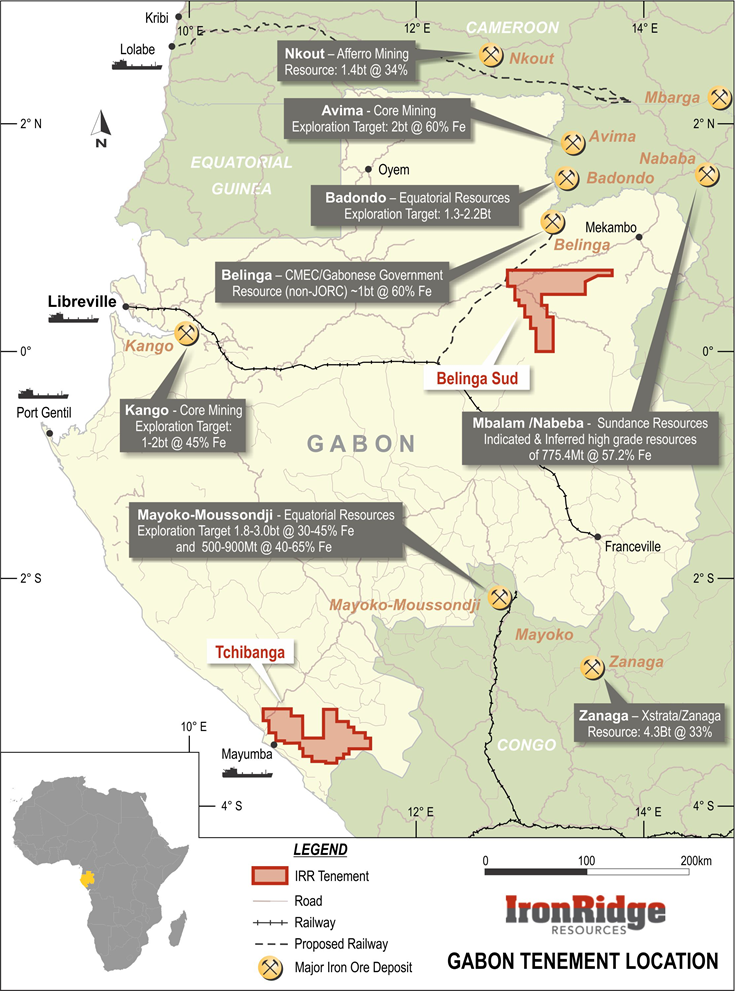 Kribi
10° E
12° E
14° E
CAMEROON
Lolabe
Nkout – Afferro Mining
Resource: 1.4bt @ 34%
Nkout
Mbarga
Avima - Core Mining
Exploration Target: 2bt @ 60% Fe
2° N
2° N
N
Avima
Nababa
EQUATORIAL
GUINEA
Oyem
Badondo
Badondo – Equatorial Resources
Exploration Target: 1.3-2.2Bt
Mekambo
Belinga
Belinga – CMEC/Gabonese Government
Resource (non-JORC) ~1bt @ 60% Fe
Libreville
Kango
0°
0°
Belinga Sud
Port Gentil
Kango - Core Mining
Exploration Target:
1-2bt @ 45% Fe
GABON
Mbalam /Nabeba - Sundance Resources
Indicated & Inferred high grade resources
of 775.4Mt @ 57.2% Fe
Mayoko-Moussondji - Equatorial Resources
Exploration Target 1.8-3.0bt @ 30-45% Fe
and 500-900Mt @ 40-65% Fe
Franceville
2° S
2° S
Mayoko-Moussondji
Mayoko
Tchibanga
Zanaga
Zanaga – Xstrata/Zanaga
Resource: 4.3Bt @ 33%
10° E
CONGO
Mayumba
4° S
12° E
14° E
4° S
LEGEND
IRR Tenement
Road
Railway
Proposed Railway
Major Iron Ore Deposit
0 100 200km
IronRidge
RESOURCES
GABON TENEMENT LOCATION